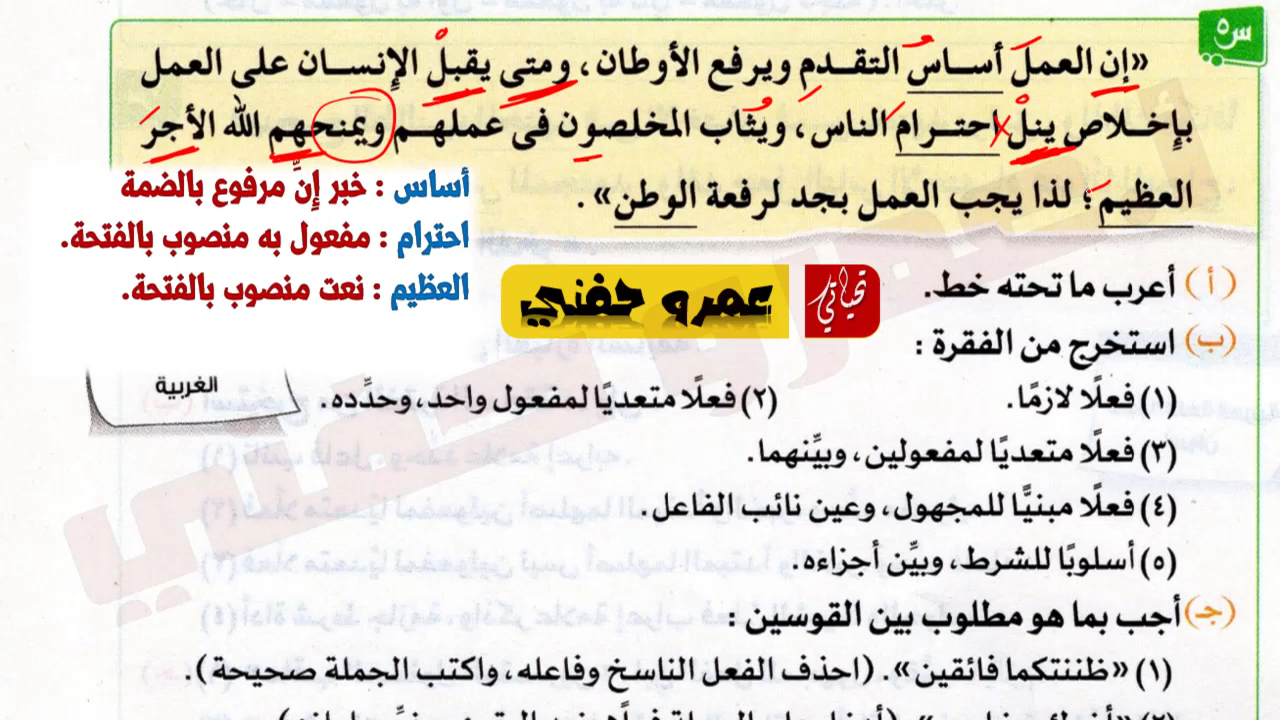 س٥
«إن العملَ أساسُ التقدمِ ويرفع الأوطان، ومتى يقبلْ الإنسان على العمل
بإخلاص ينلْ احترامَ الناس، ويُثاب المخلصون فى عملهم ويمنحهم الله الأجرَ
العظيمَ؛ لذا يجب العمل بجد لرفعة الوطن».
أساس : خبر إنَّ مرفوع بالضمة
احترام : مفعول به منصوب بالفتحة.
العظيم : نعت منصوب بالفتحة.
(أ) أعرب ما تحته خط.
تحياتي
عمرو حفني
(ب) استخرج من الفقرة :
الغربية
(١) فعلًا لازمًا.
(٢) فعلًا متعديًا لمفعول واحد، وحدِّده.
(٣) فعلًا متعديًا لمفعولين، وبيِّنهما.
(٤) فعلًا مبنيًّا للمجهول، وعين نائب الفاعل.
(٥) أسلوبًا للشرط، وبيِّن أجزاءه.
(جـ) أجب بما هو مطلوب بين القوسين :
(١) «ظننتكما فائقين». (احذف الفعل الناسخ وفاعله، واكتب الجملة صحيحة).